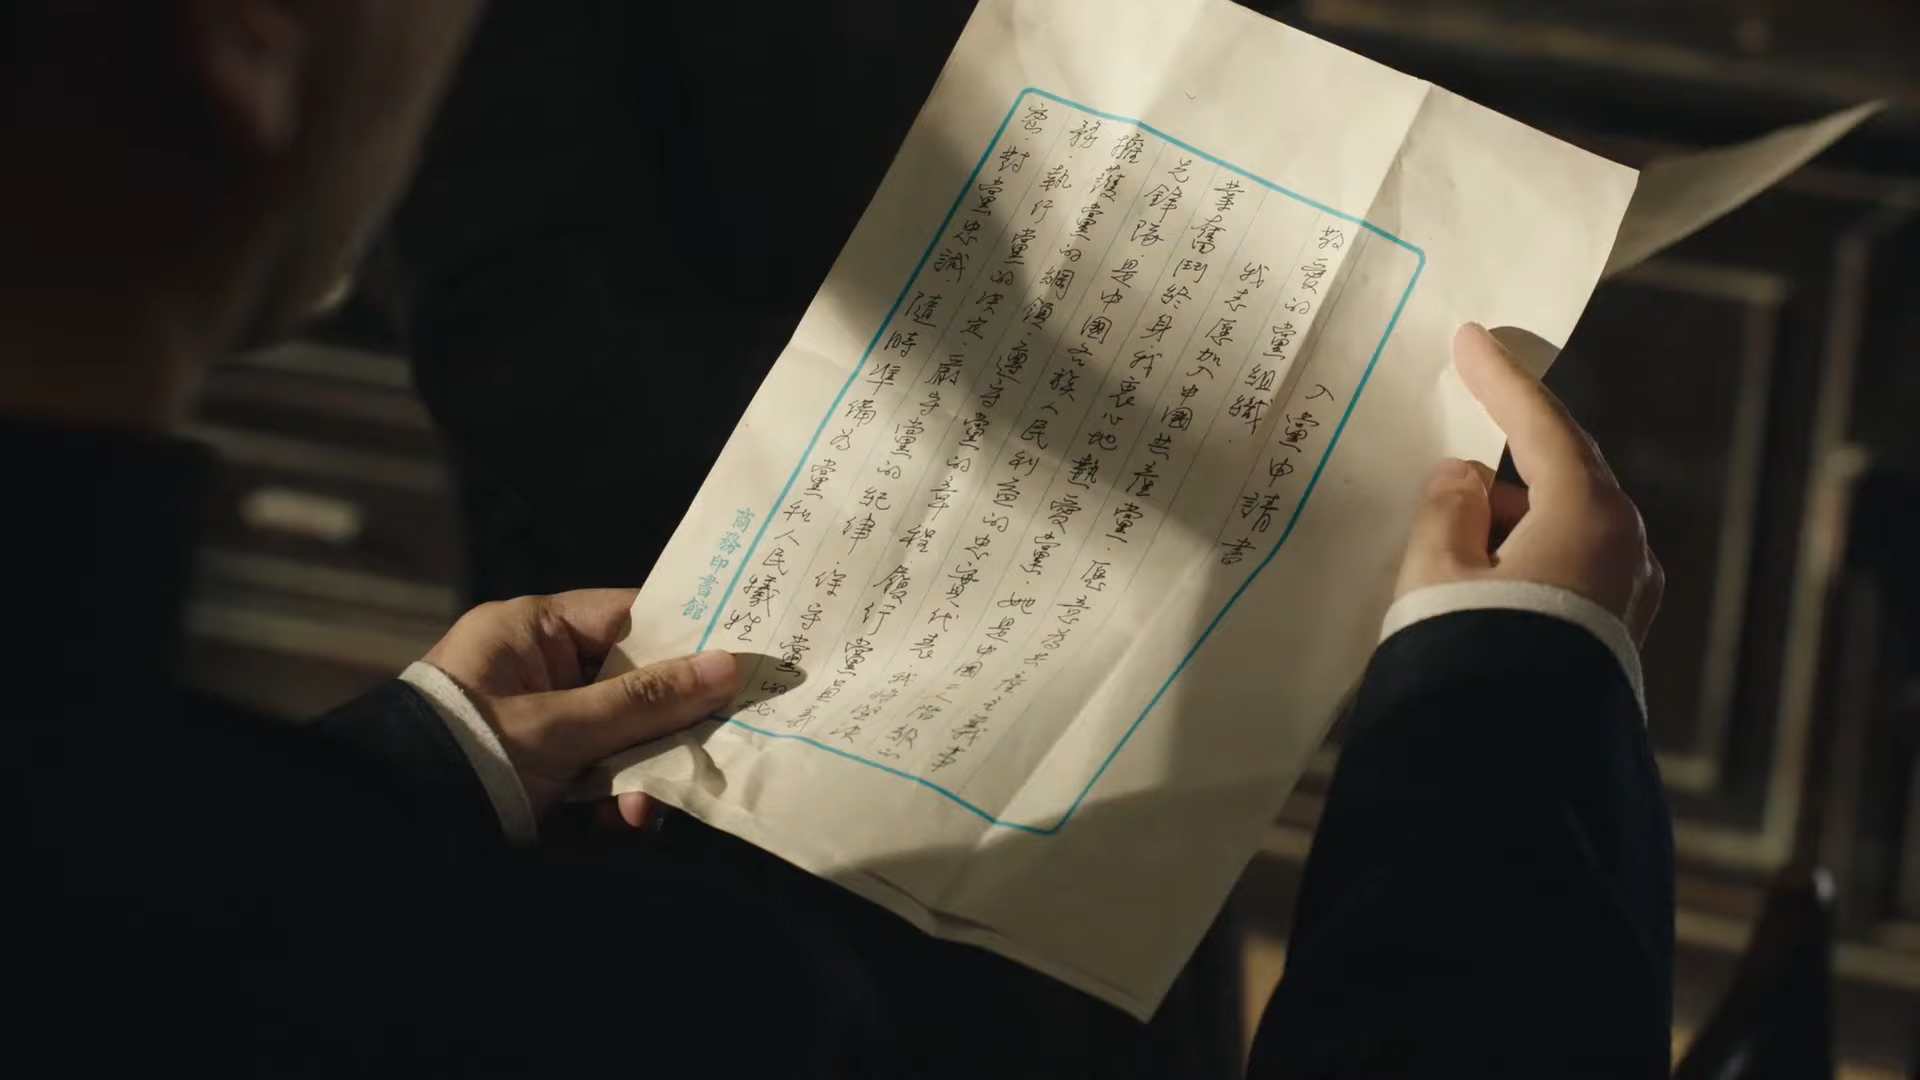 入黨申請書
敬愛的黨組織
我志愿加入中國共產黨.愿意為共產主義事
業奮鬥終身.我衷心地熱愛黨.她是中國工人階級的
先鋒隊.是中國各族人民利益的忠實代表.我將堅決
擁護黨的綱領.遵守黨的章程.履行黨員義
務.執行黨的決定.嚴守黨的紀律.保守黨的秘
密.對黨忠誠.隨時準備為黨和人民犧牲
商務印書館